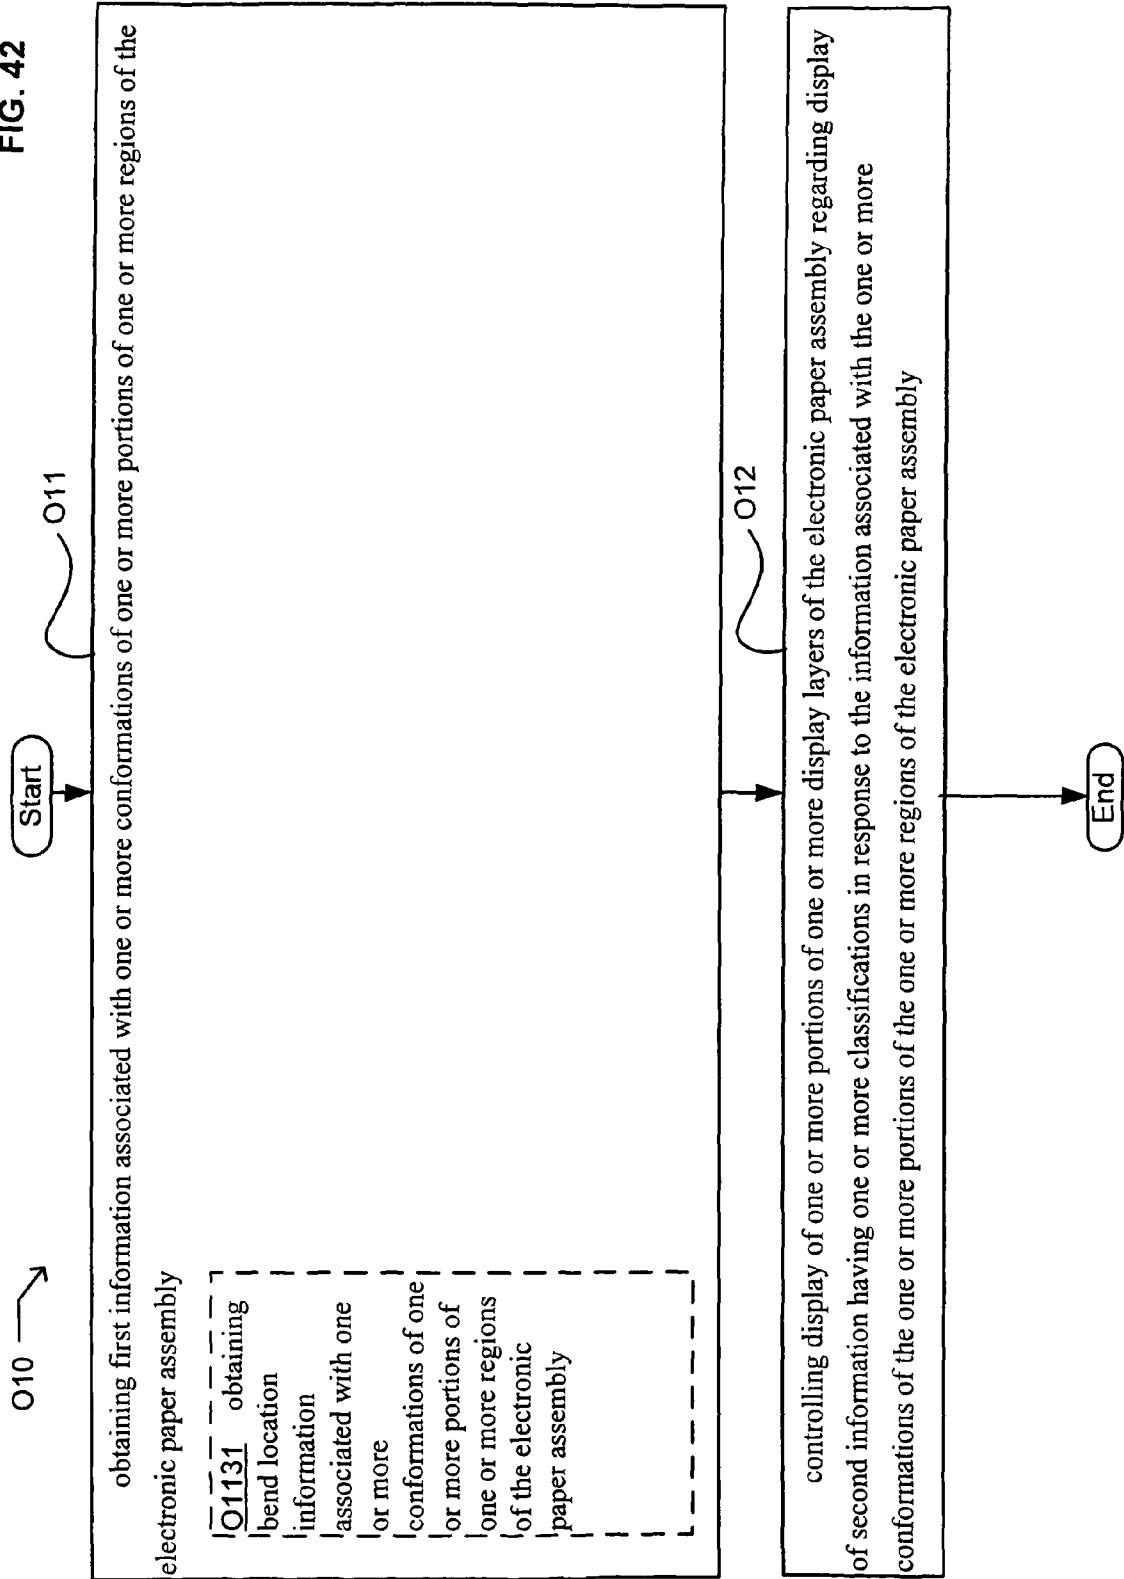 FIG. 42
O10
Start
O11
obtaining first information associated with one or more conformations of one or more portions of one or more regions of the
electronic paper assembly
O1131 obtaining
bend location
information
associated with one
or more
conformations of one
or more portions of
one or more regions
of the electronic
paper assembly
O12
controlling display of one or more portions of one or more display layers of the electronic paper assembly regarding display
of second information having one or more classifications in response to the information associated with the one or more
conformations of the one or more portions of the one or more regions of the electronic paper assembly
End